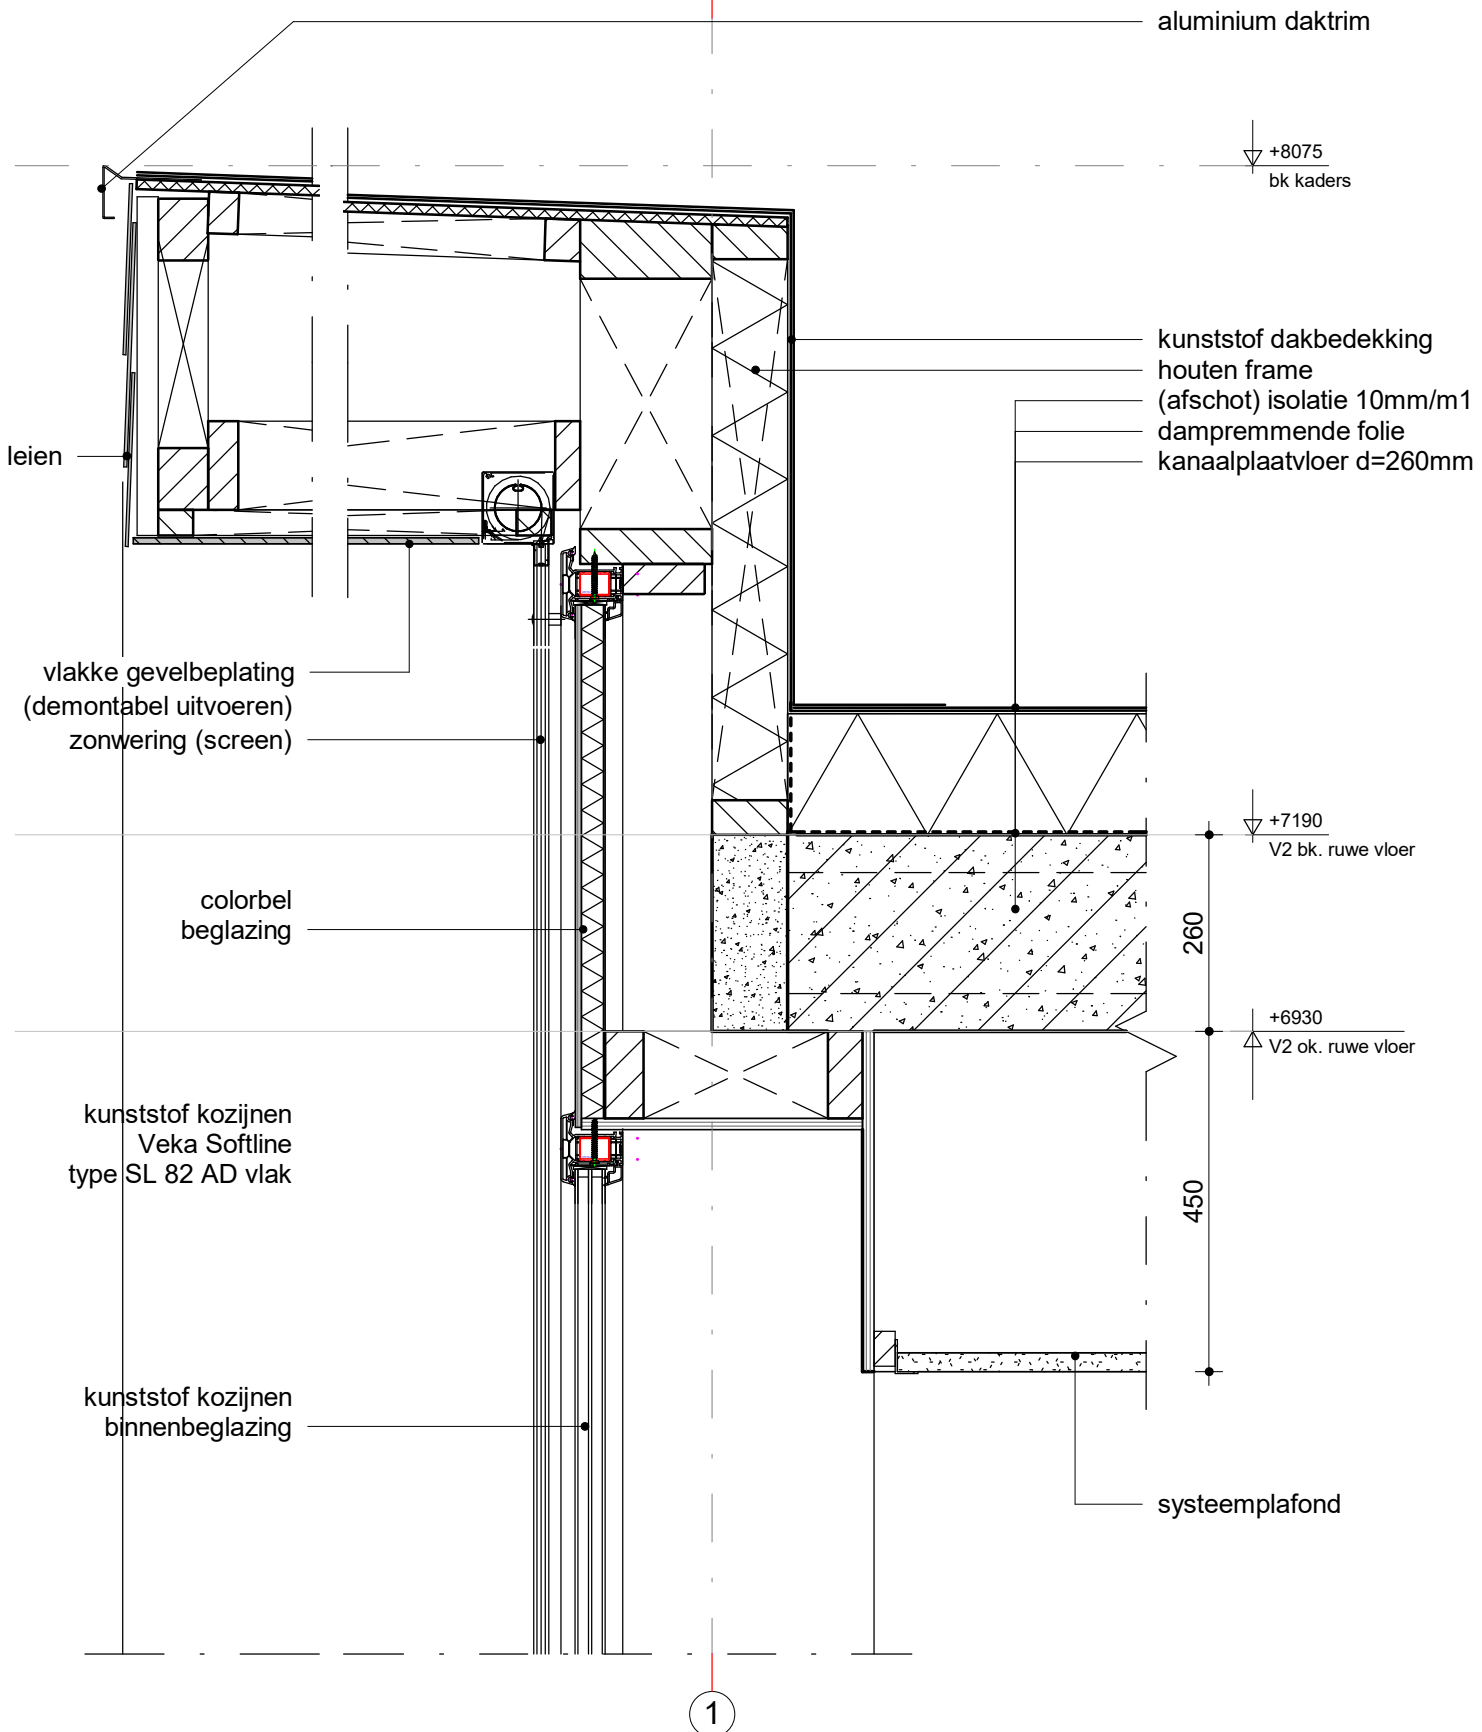 aluminium daktrim
+8075
bk kaders
kunststof dakbedekking
houten frame
(afschot) isolatie 10mm/m1
dampremmende folie
kanaalplaatvloer d=260mm
leien
vlakke gevelbeplating
(demontabel uitvoeren)
zonwering (screen)
+7190
V2 bk. ruwe vloer
colorbel
beglazing
260
+6930
V2 ok. ruwe vloer
kunststof kozijnen
Veka Softline
type SL 82 AD vlak
450
kunststof kozijnen
binnenbeglazing
systeemplafond
1